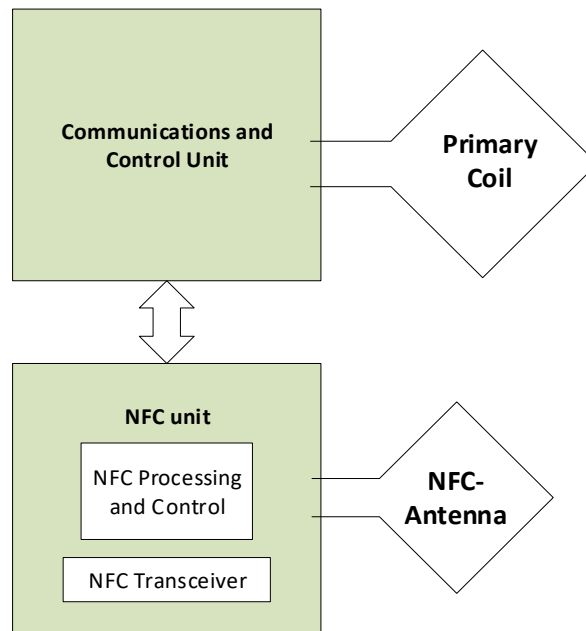 Communications and
Control Unit
Primary
Coil
NFC unit
NFC Processing
and Control
NFC Transceiver
NFC-
Antenna